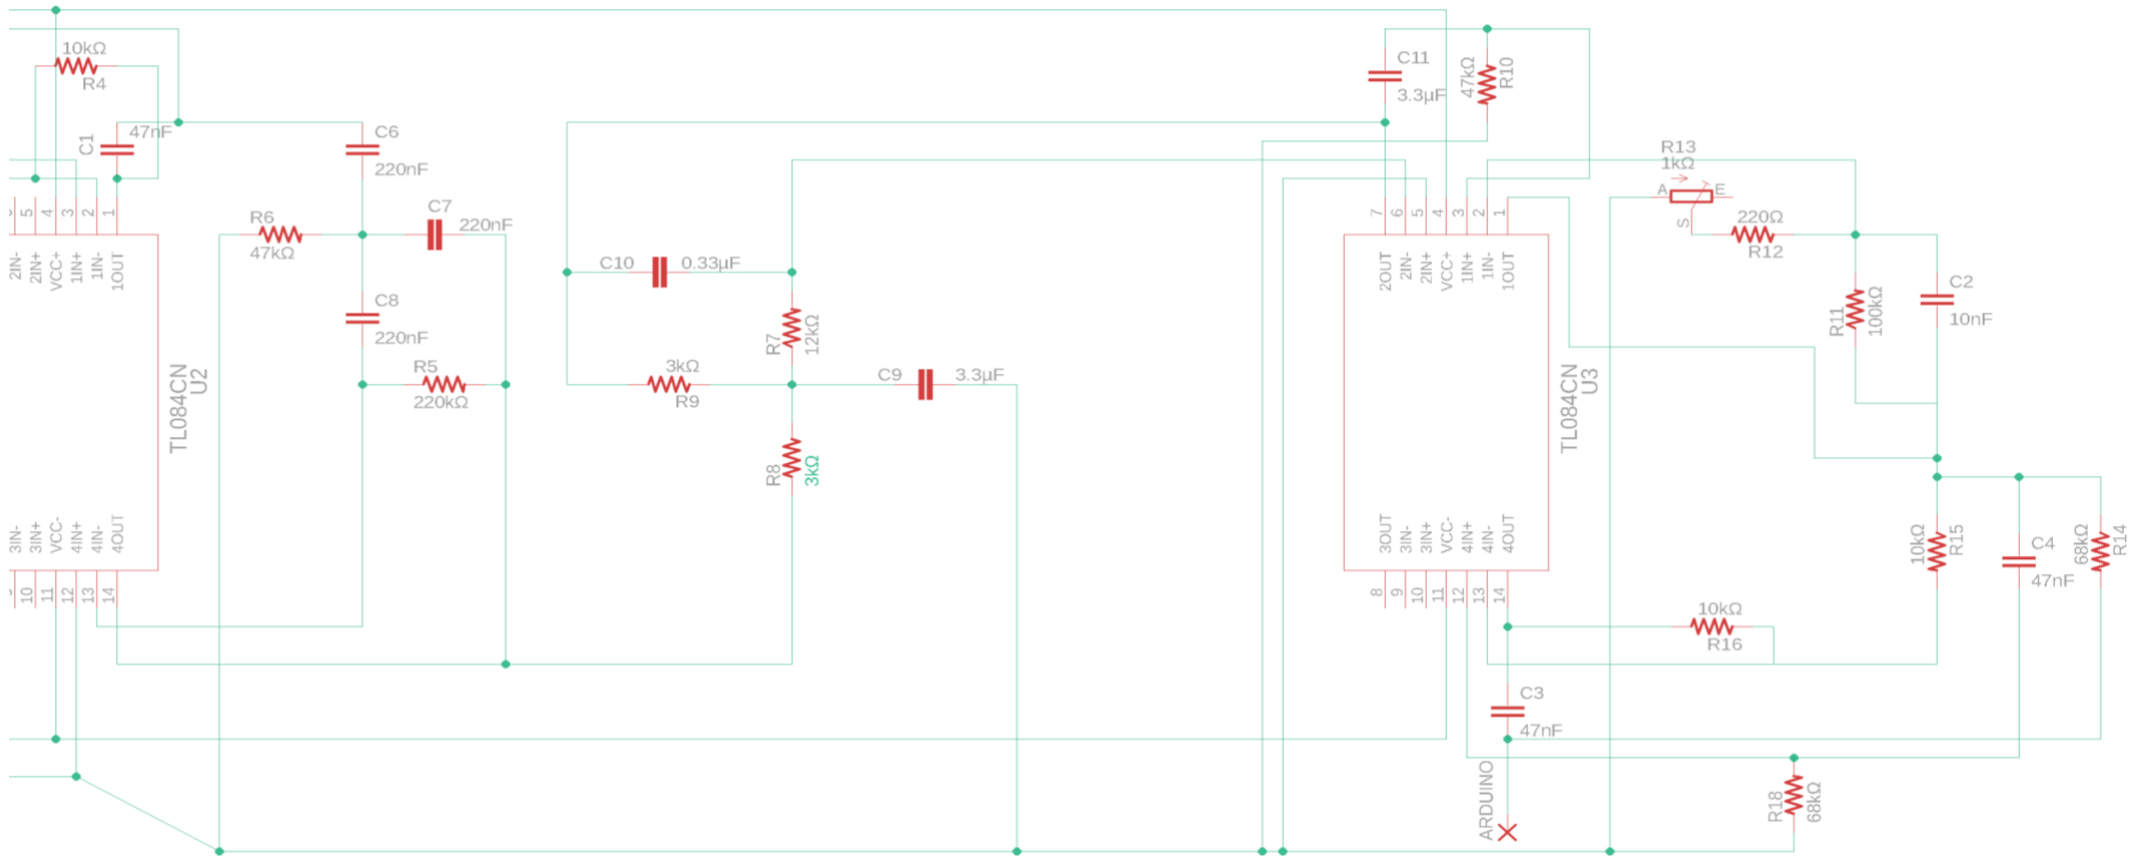 10kΩ
R4
C1
47nF
C6
220nF
C7
220nF
R6
47kΩ
C8
220nF
R5
220kΩ
5
4
3
2
1
2IN-
2IN+
VCC+
1IN+
1IN-
1OUT
TL084CN
U2
3IN-
3IN+
VCC-
4IN+
4IN-
4OUT
10
11
12
13
14
C10
0.33µF
R7
12kΩ
3kΩ
R9
C9
3.3µF
R8
3kΩ
C11
3.3µF
47kΩ
R10
7
6
5
4
3
2
1
2OUT
2IN-
2IN+
VCC+
1IN+
1IN-
1OUT
TL084CN
U3
3OUT
3IN-
3IN+
VCC-
4IN+
4IN-
4OUT
8
9
10
11
12
13
14
R13
1kΩ
A
E
S
220Ω
R12
R11
100kΩ
C2
10nF
10kΩ
R15
C4
47nF
68kΩ
R14
10kΩ
R16
C3
47nF
ARDUINO
R18
68kΩ